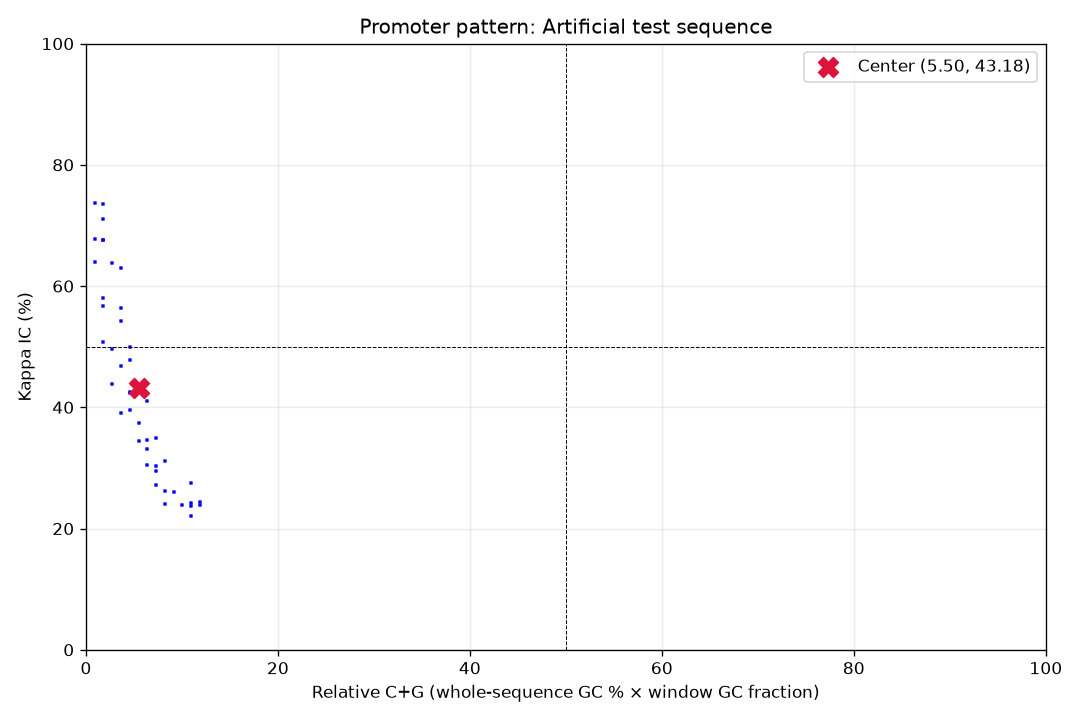 Promoter pattern: Artificial test sequence
Center (5.50, 43.18)
100
80
60
40
20
0
Kappa IC (%)
0 20 40 60 80 100
Relative C+G (whole-sequence GC % × window GC fraction)